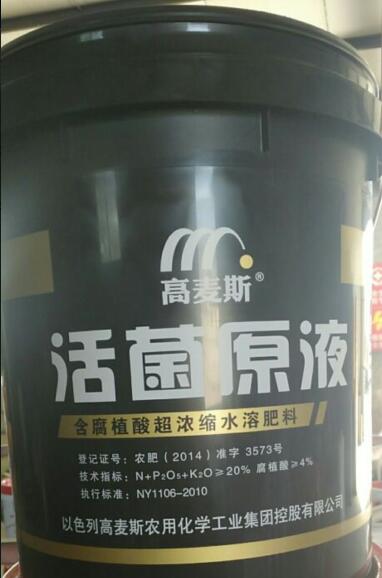 高麦斯®
活菌原液
含腐植酸超浓缩水溶肥料
登记证号：农肥（2014）准字 3573号
技术指标：N+P₂O₅+K₂O≥20% 腐植酸≥4%
执行标准：NY1106-2010
以色列高麦斯农用化学工业集团控股有限公司